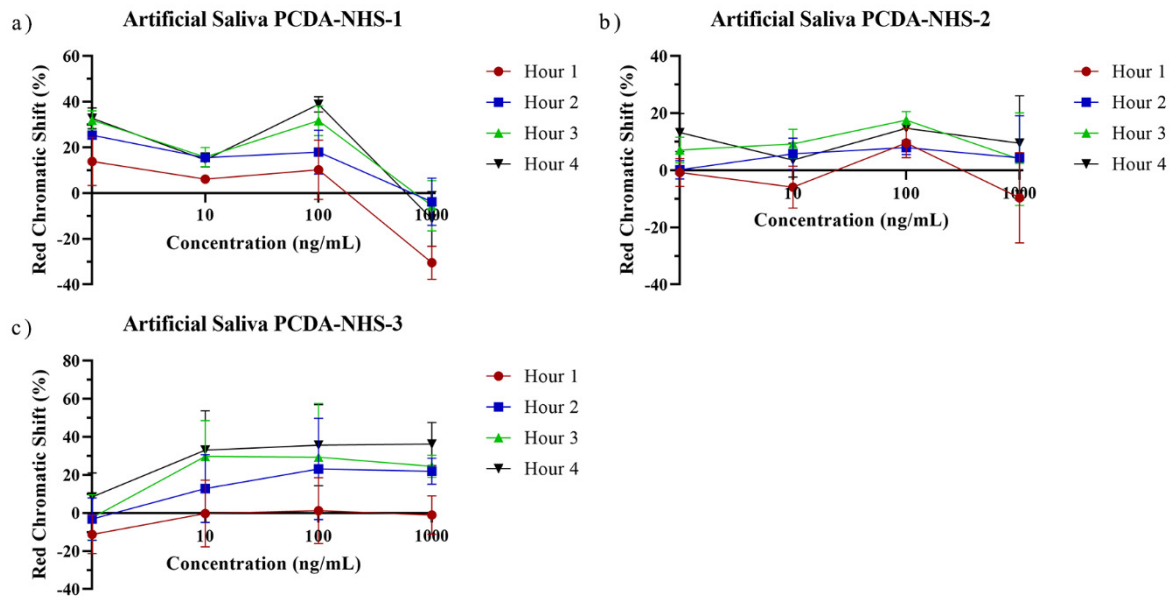 a)
Artificial Saliva PCDA-NHS-1
Red Chromatic Shift (%)
60
40
20
0
-20
-40
10
100
1000
Concentration (ng/mL)
Hour 1
Hour 2
Hour 3
Hour 4
b)
Artificial Saliva PCDA-NHS-2
Red Chromatic Shift (%)
40
20
0
-20
-40
10
100
1000
Concentration (ng/mL)
Hour 1
Hour 2
Hour 3
Hour 4
c)
Artificial Saliva PCDA-NHS-3
Red Chromatic Shift (%)
80
60
40
20
0
-20
-40
10
100
1000
Concentration (ng/mL)
Hour 1
Hour 2
Hour 3
Hour 4